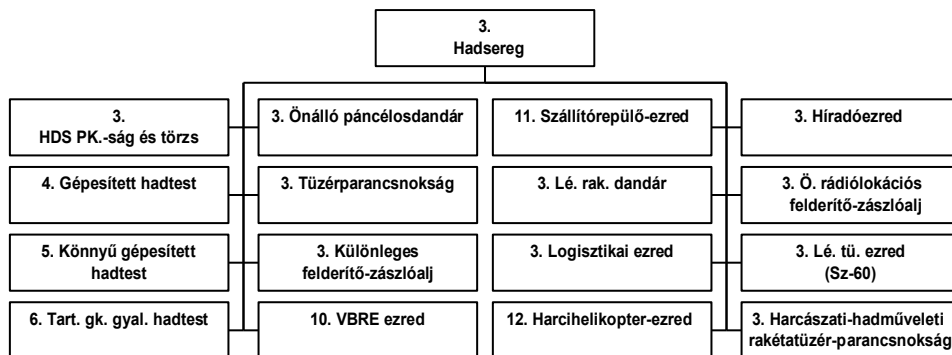 3.
Hadsereg
3.
HDS PK.-ság és törzs
3. Önálló páncélosdandár
11. Szállítórepülő-ezred
3. Híradóezred
4. Gépesített hadtest
3. Tüzérparancsnokság
3. Lé. rak. dandár
3. Ö. rádiólokációs
felderítő-zászlóalj
5. Könnyű gépesített
hadtest
3. Különleges
felderítő-zászlóalj
3. Logisztikai ezred
3. Lé. tü. ezred
(Sz-60)
6. Tart. gk. gyal. hadtest
10. VBRE ezred
12. Harcihelikopter-ezred
3. Harcászati-hadműveleti
rakétatüzér-parancsnokság